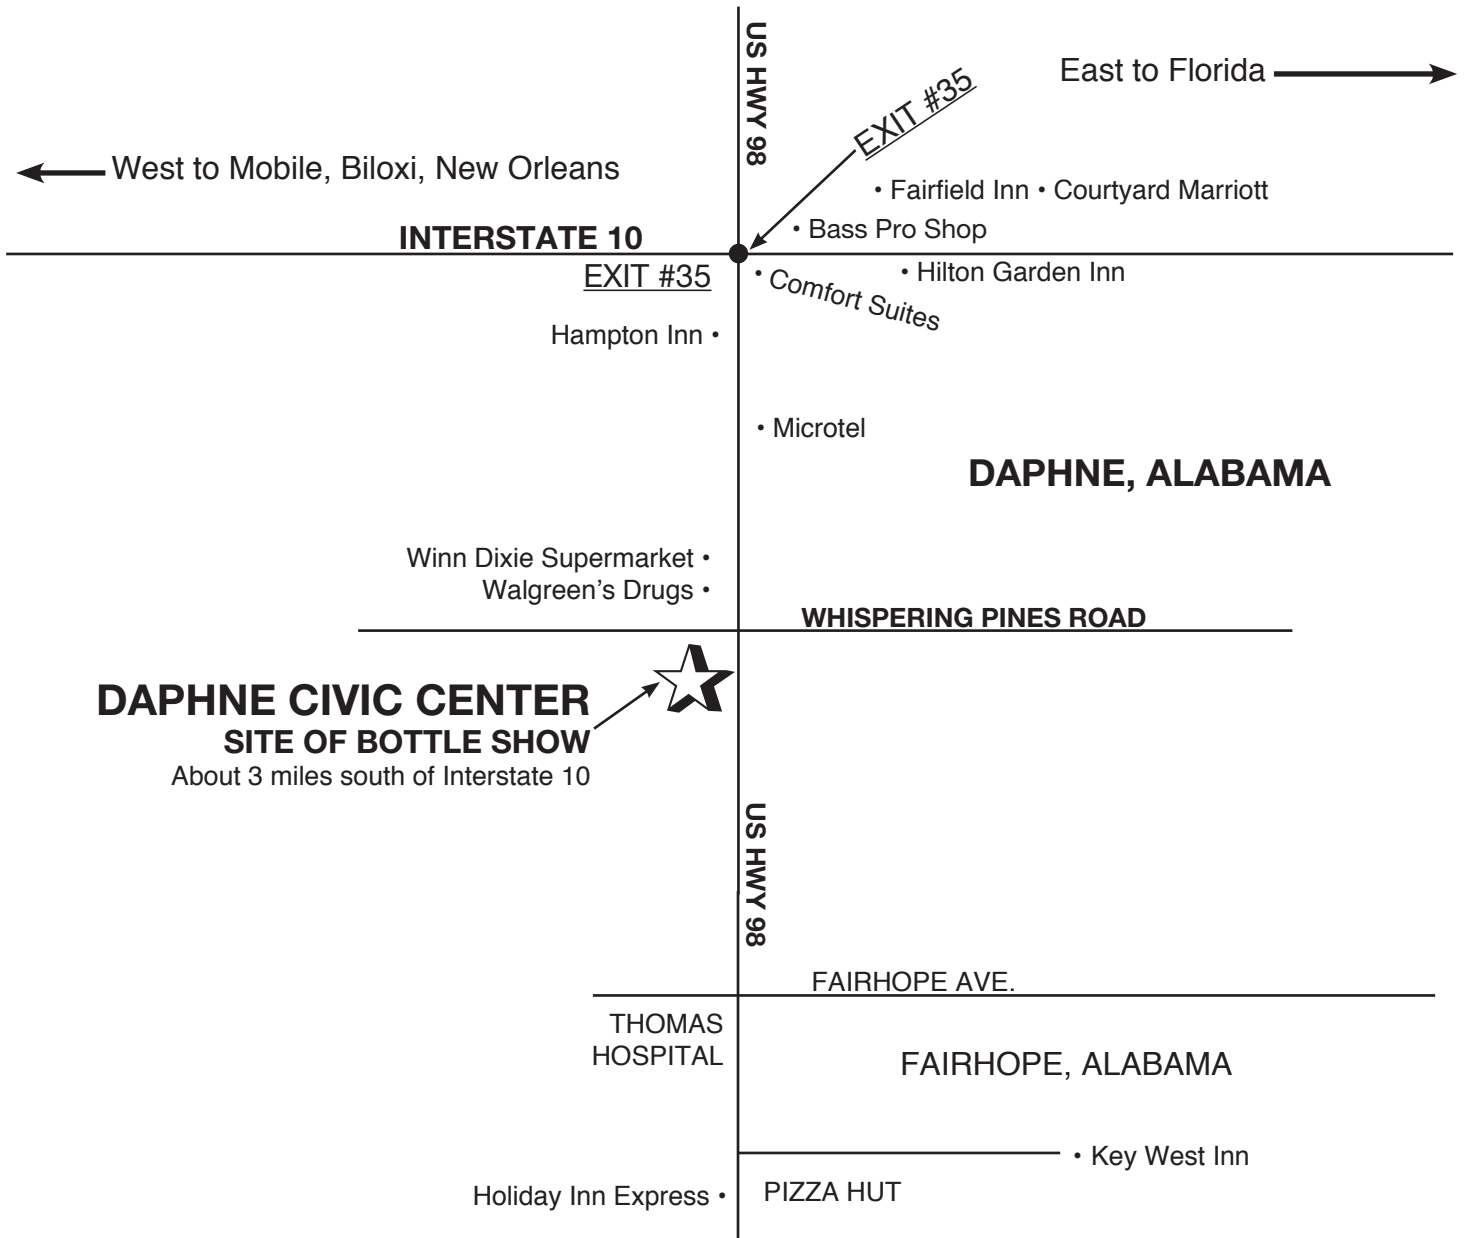 US HWY 98
East to Florida
EXIT #35
West to Mobile, Biloxi, New Orleans
• Fairfield Inn • Courtyard Marriott
• Bass Pro Shop
INTERSTATE 10
EXIT #35
• Hilton Garden Inn
• Comfort Suites
Hampton Inn •
• Microtel
DAPHNE, ALABAMA
Winn Dixie Supermarket •
Walgreen’s Drugs •
WHISPERING PINES ROAD
DAPHNE CIVIC CENTER
SITE OF BOTTLE SHOW
About 3 miles south of Interstate 10
US HWY 98
FAIRHOPE AVE.
THOMAS
HOSPITAL
FAIRHOPE, ALABAMA
• Key West Inn
Holiday Inn Express •
PIZZA HUT